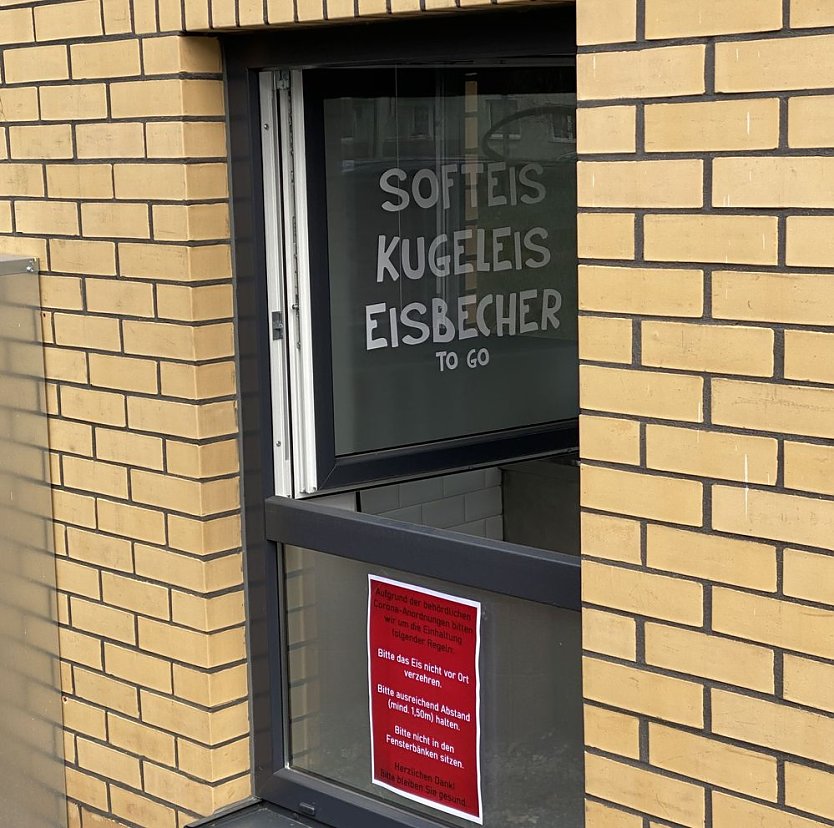 SOFTEIS
KUGELEIS
EISBECHER
TO GO
Aufgrund der behördlichen
Corona-Anordnungen bitten
wir um die Einhaltung
folgender Regeln:
Bitte das Eis nicht vor Ort
verzehren.
Bitte ausreichend Abstand
(mind. 1,50m) halten.
Bitte nicht in den
Fensterbänken sitzen.
Herzlichen Dank!
Bitte bleiben Sie gesund.